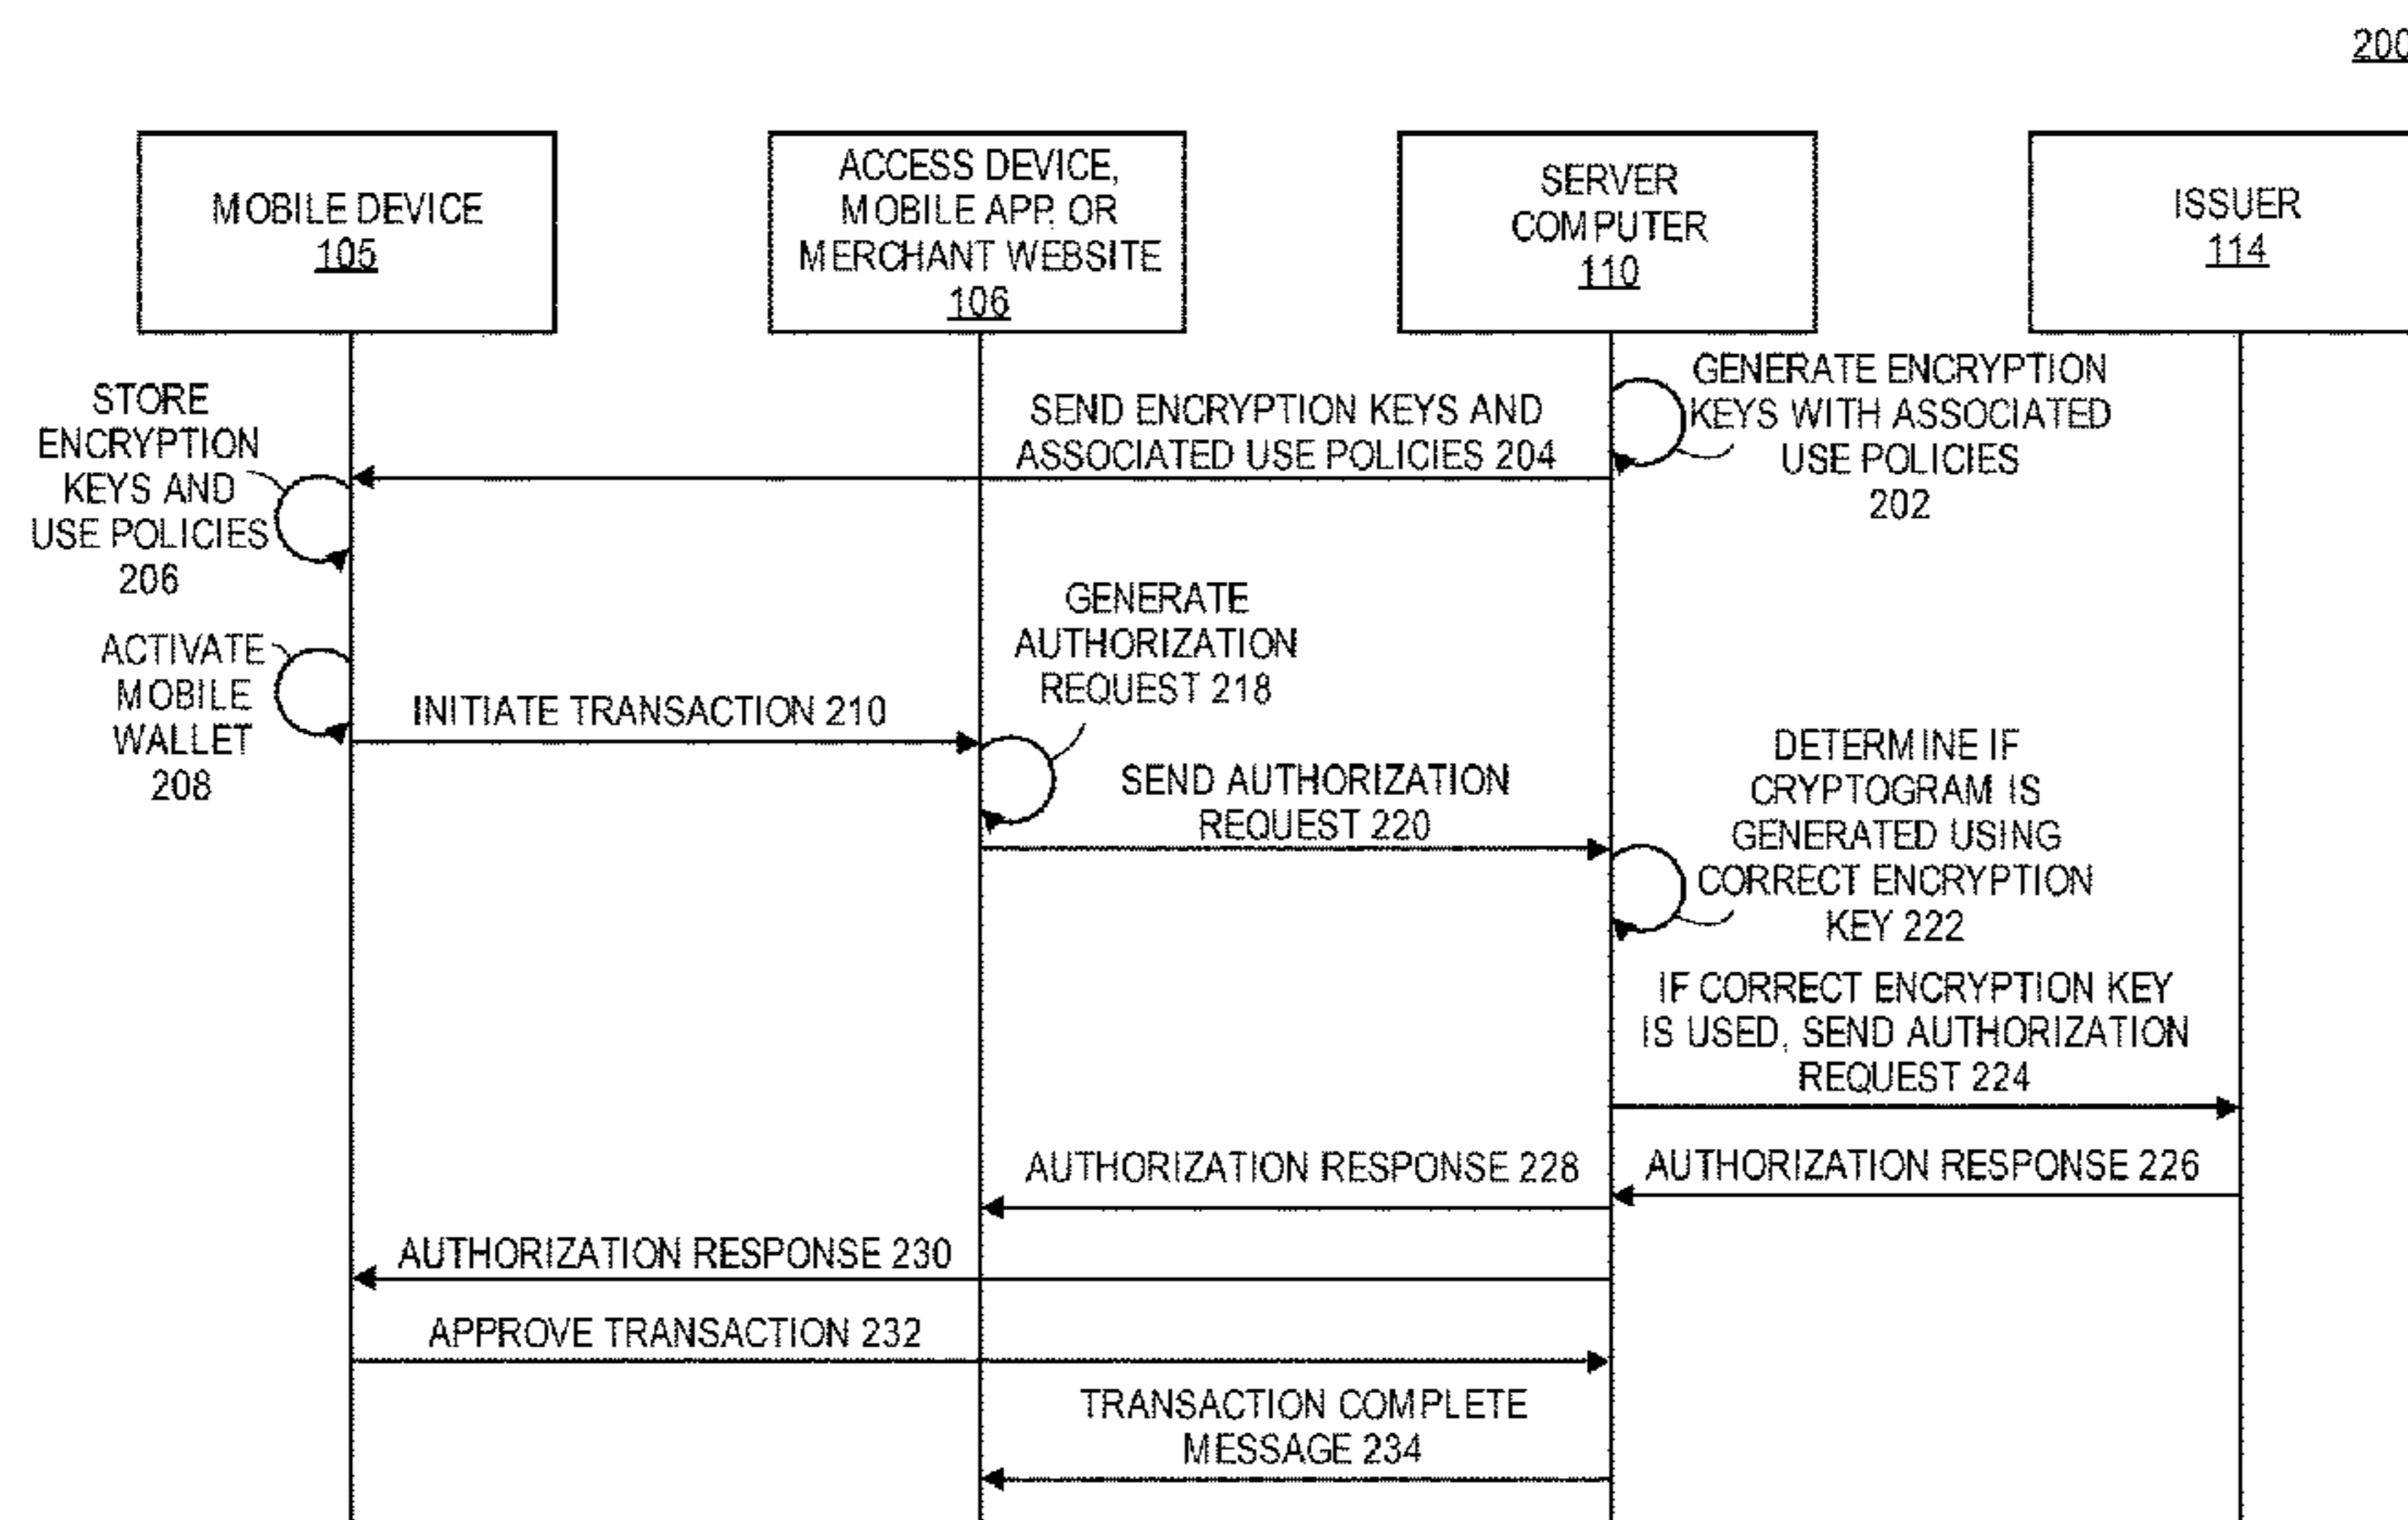 200
MOBILE DEVICE
105
ACCESS DEVICE,
MOBILE APP, OR
MERCHANT WEBSITE
106
SERVER
COMPUTER
110
ISSUER
114
GENERATE ENCRYPTION
KEYS WITH ASSOCIATED
USE POLICIES
202
SEND ENCRYPTION KEYS AND
ASSOCIATED USE POLICIES 204
STORE
ENCRYPTION
KEYS AND
USE POLICIES
206
ACTIVATE
MOBILE
WALLET
208
INITIATE TRANSACTION 210
GENERATE
AUTHORIZATION
REQUEST 218
SEND AUTHORIZATION
REQUEST 220
DETERMINE IF
CRYPTOGRAM IS
GENERATED USING
CORRECT ENCRYPTION
KEY 222
IF CORRECT ENCRYPTION KEY
IS USED, SEND AUTHORIZATION
REQUEST 224
AUTHORIZATION RESPONSE 226
AUTHORIZATION RESPONSE 228
AUTHORIZATION RESPONSE 230
APPROVE TRANSACTION 232
TRANSACTION COMPLETE
MESSAGE 234